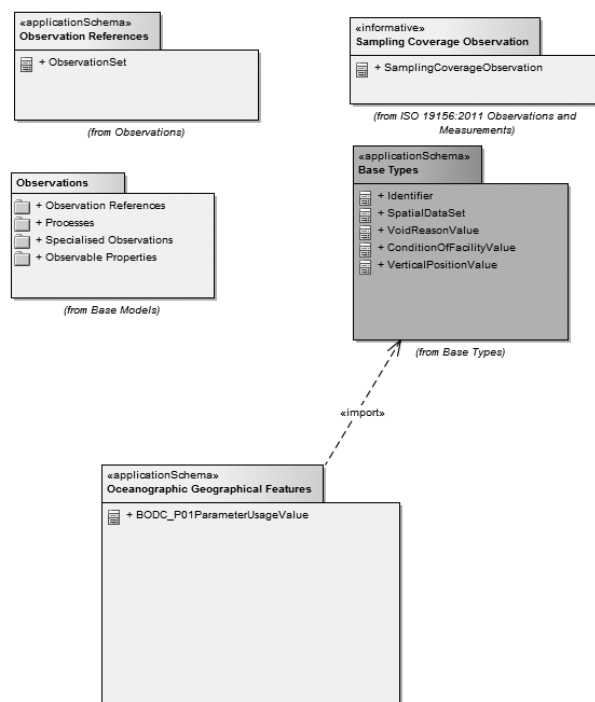 «applicationSchema»
Observation References
+ ObservationSet
(from Observations)
«informative»
Sampling Coverage Observation
+ SamplingCoverageObservation
(from ISO 19156:2011 Observations and
Measurements)
Observations
+ Observation References
+ Processes
+ Specialised Observations
+ Observable Properties
(from Base Models)
«applicationSchema»
Base Types
+ Identifier
+ SpatialDataSet
+ VoidReasonValue
+ ConditionOfFacilityValue
+ VerticalPositionValue
(from Base Types)
«import»
«applicationSchema»
Oceanographic Geographical Features
+ BODC_P01ParameterUsageValue